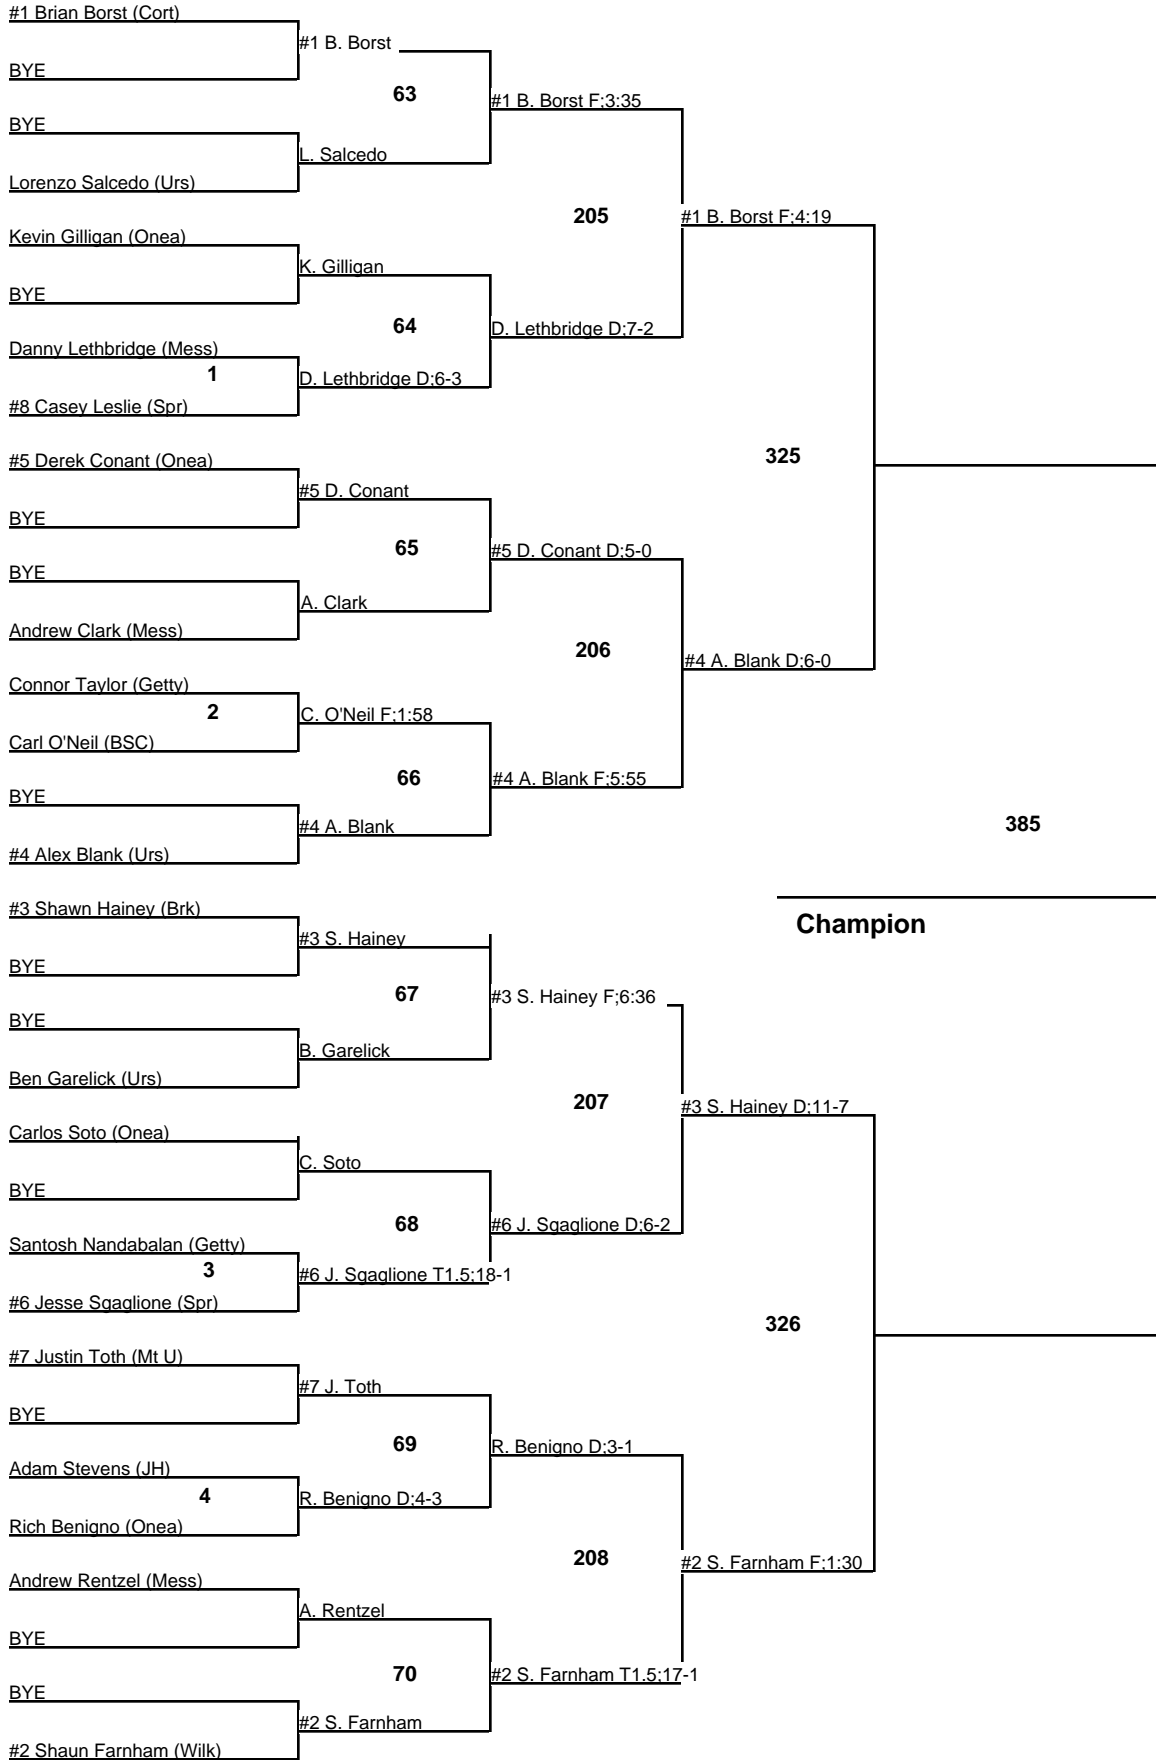 #1 Brian Borst (Cort)
#1 B. Borst
BYE
63
#1 B. Borst F;3:35
BYE
L. Salcedo
Lorenzo Salcedo (Urs)
205
#1 B. Borst F;4:19
Kevin Gilligan (Onea)
K. Gilligan
BYE
64
D. Lethbridge D;7-2
Danny Lethbridge (Mess)
1
D. Lethbridge D;6-3
#8 Casey Leslie (Spr)
325
#5 Derek Conant (Onea)
#5 D. Conant
BYE
65
#5 D. Conant D;5-0
BYE
A. Clark
Andrew Clark (Mess)
206
#4 A. Blank D;6-0
Connor Taylor (Getty)
2
C. O'Neil F;1:58
Carl O'Neil (BSC)
66
#4 A. Blank F;5:55
BYE
#4 A. Blank
385
#4 Alex Blank (Urs)
#3 Shawn Hainey (Brk)
Champion
#3 S. Hainey
BYE
67
#3 S. Hainey F;6:36
BYE
B. Garelick
Ben Garelick (Urs)
207
#3 S. Hainey D;11-7
Carlos Soto (Onea)
C. Soto
BYE
68
#6 J. Sgaglione D;6-2
Santosh Nandabalan (Getty)
3
#6 J. Sgaglione T1.5;18-1
#6 Jesse Sgaglione (Spr)
326
#7 Justin Toth (Mt U)
#7 J. Toth
BYE
69
R. Benigno D;3-1
Adam Stevens (JH)
4
R. Benigno D;4-3
Rich Benigno (Onea)
208
#2 S. Farnham F;1:30
Andrew Rentzel (Mess)
A. Rentzel
BYE
70
#2 S. Farnham T1.5;17-1
BYE
#2 S. Farnham
#2 Shaun Farnham (Wilk)